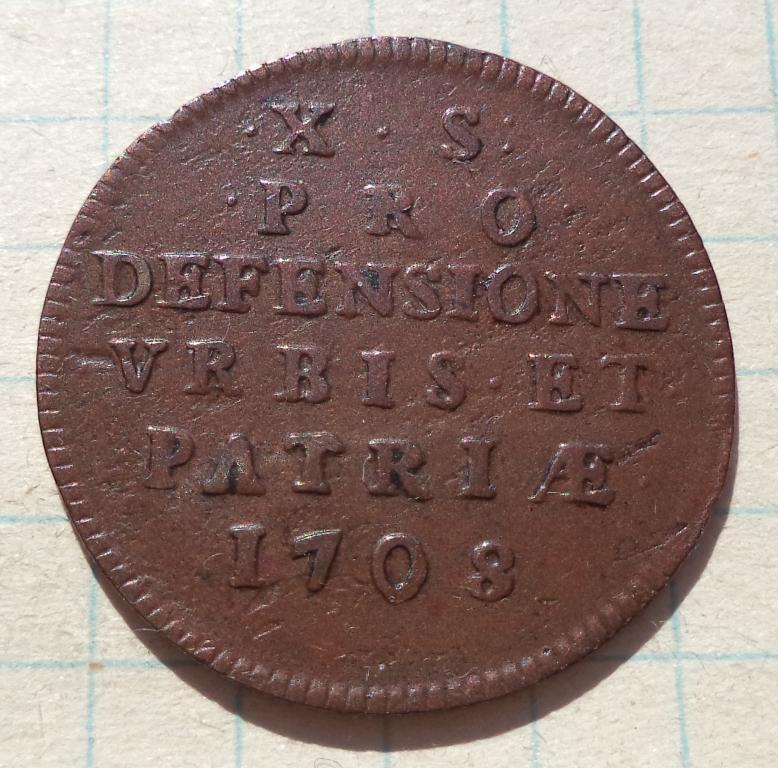 ·X· S:
·PRO
DEFENSIONE
VRBIS·ET
PATRIÆ
1708